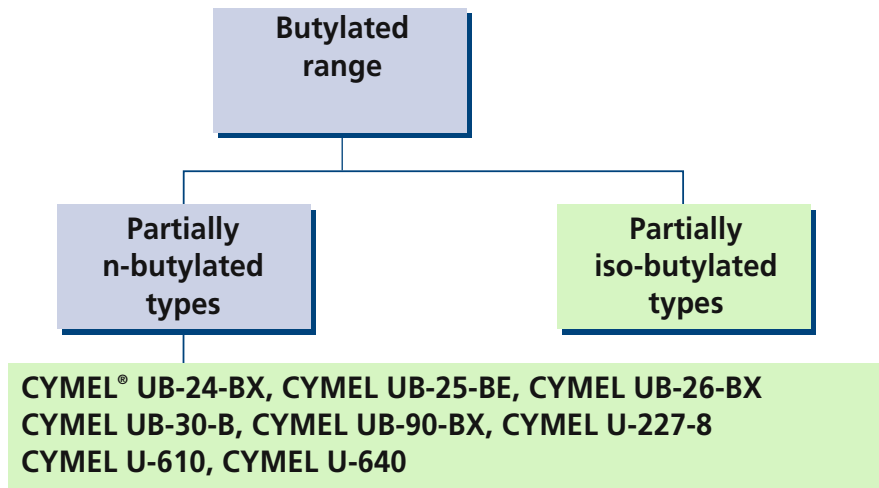 Butylated
range
Partially
n-butylated
types
Partially
iso-butylated
types
CYMEL® UB-24-BX, CYMEL UB-25-BE, CYMEL UB-26-BX
CYMEL UB-30-B, CYMEL UB-90-BX, CYMEL U-227-8
CYMEL U-610, CYMEL U-640